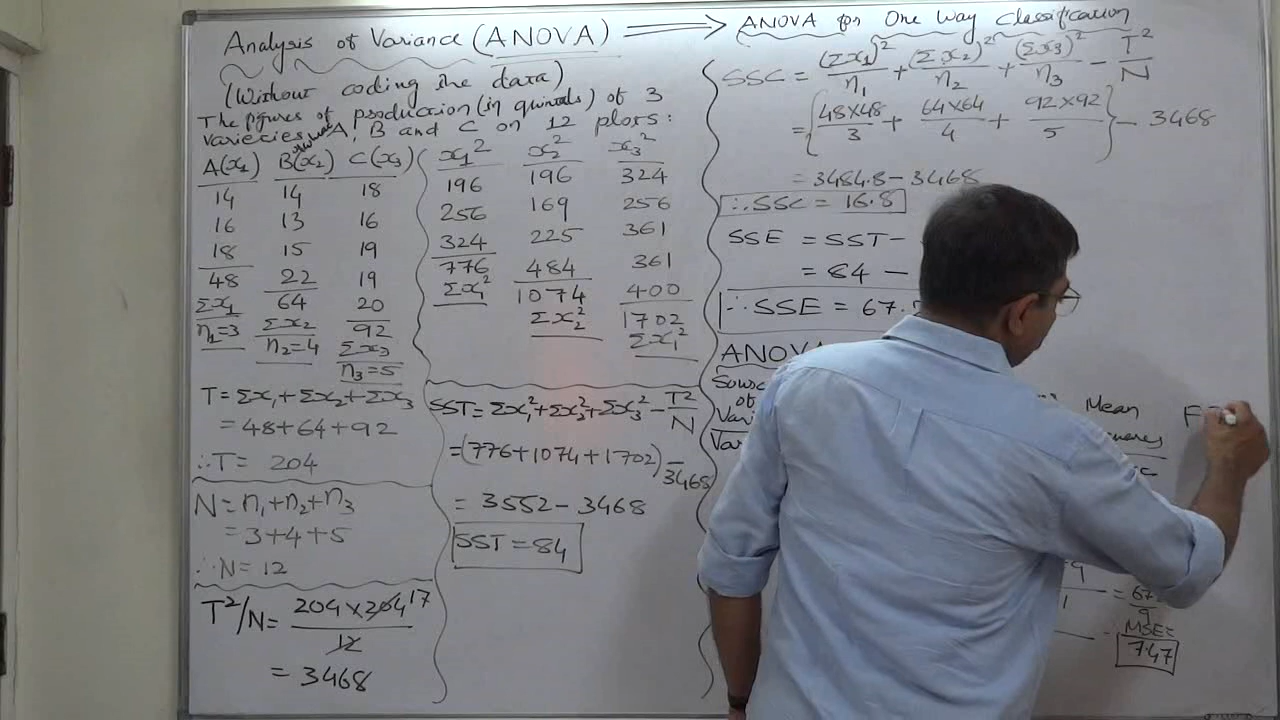 Analysis of Variance (ANOVA) ⟹ ANOVA for One Way Classification
(Without coding the data)
The figures of production (in quintals) of 3
varieties A, B and C on 12 plots:
A(x₁) B(x₂) C(x₃)
14 14 18
16 13 16
18 15 19
48 22 19
Σx₁ 64 20
n₁=3 Σx₂ 92
n₂=4 Σx₃
n₃=5
T=Σx₁+Σx₂+Σx₃
=48+64+92
∴T= 204
N=n₁+n₂+n₃
=3+4+5
∴N=12
T²/N= 204×204 17
12
= 3468
x₁² x₂² x₃²
196 196 324
256 169 256
324 225 361
776 484 361
Σx₁² 1074 400
Σx₂² 1702
Σx₁²
SST=Σx₁²+Σx₂²+Σx₃²-T²/N
=(776+1074+1702)-3468
= 3552-3468
SST=84
SSC = (Σx₁)²/n₁+(Σx₂)²/n₂+(Σx₃)²/n₃-T²/N
={48×48/3+64×64/4+92×92/5}-3468
=3484.8-3468
∴SSC=16.8
SSE =SST-
=84-
∴SSE=67.
ANOVA
of
Mean
F
9
=67
9
MSE=
7.47